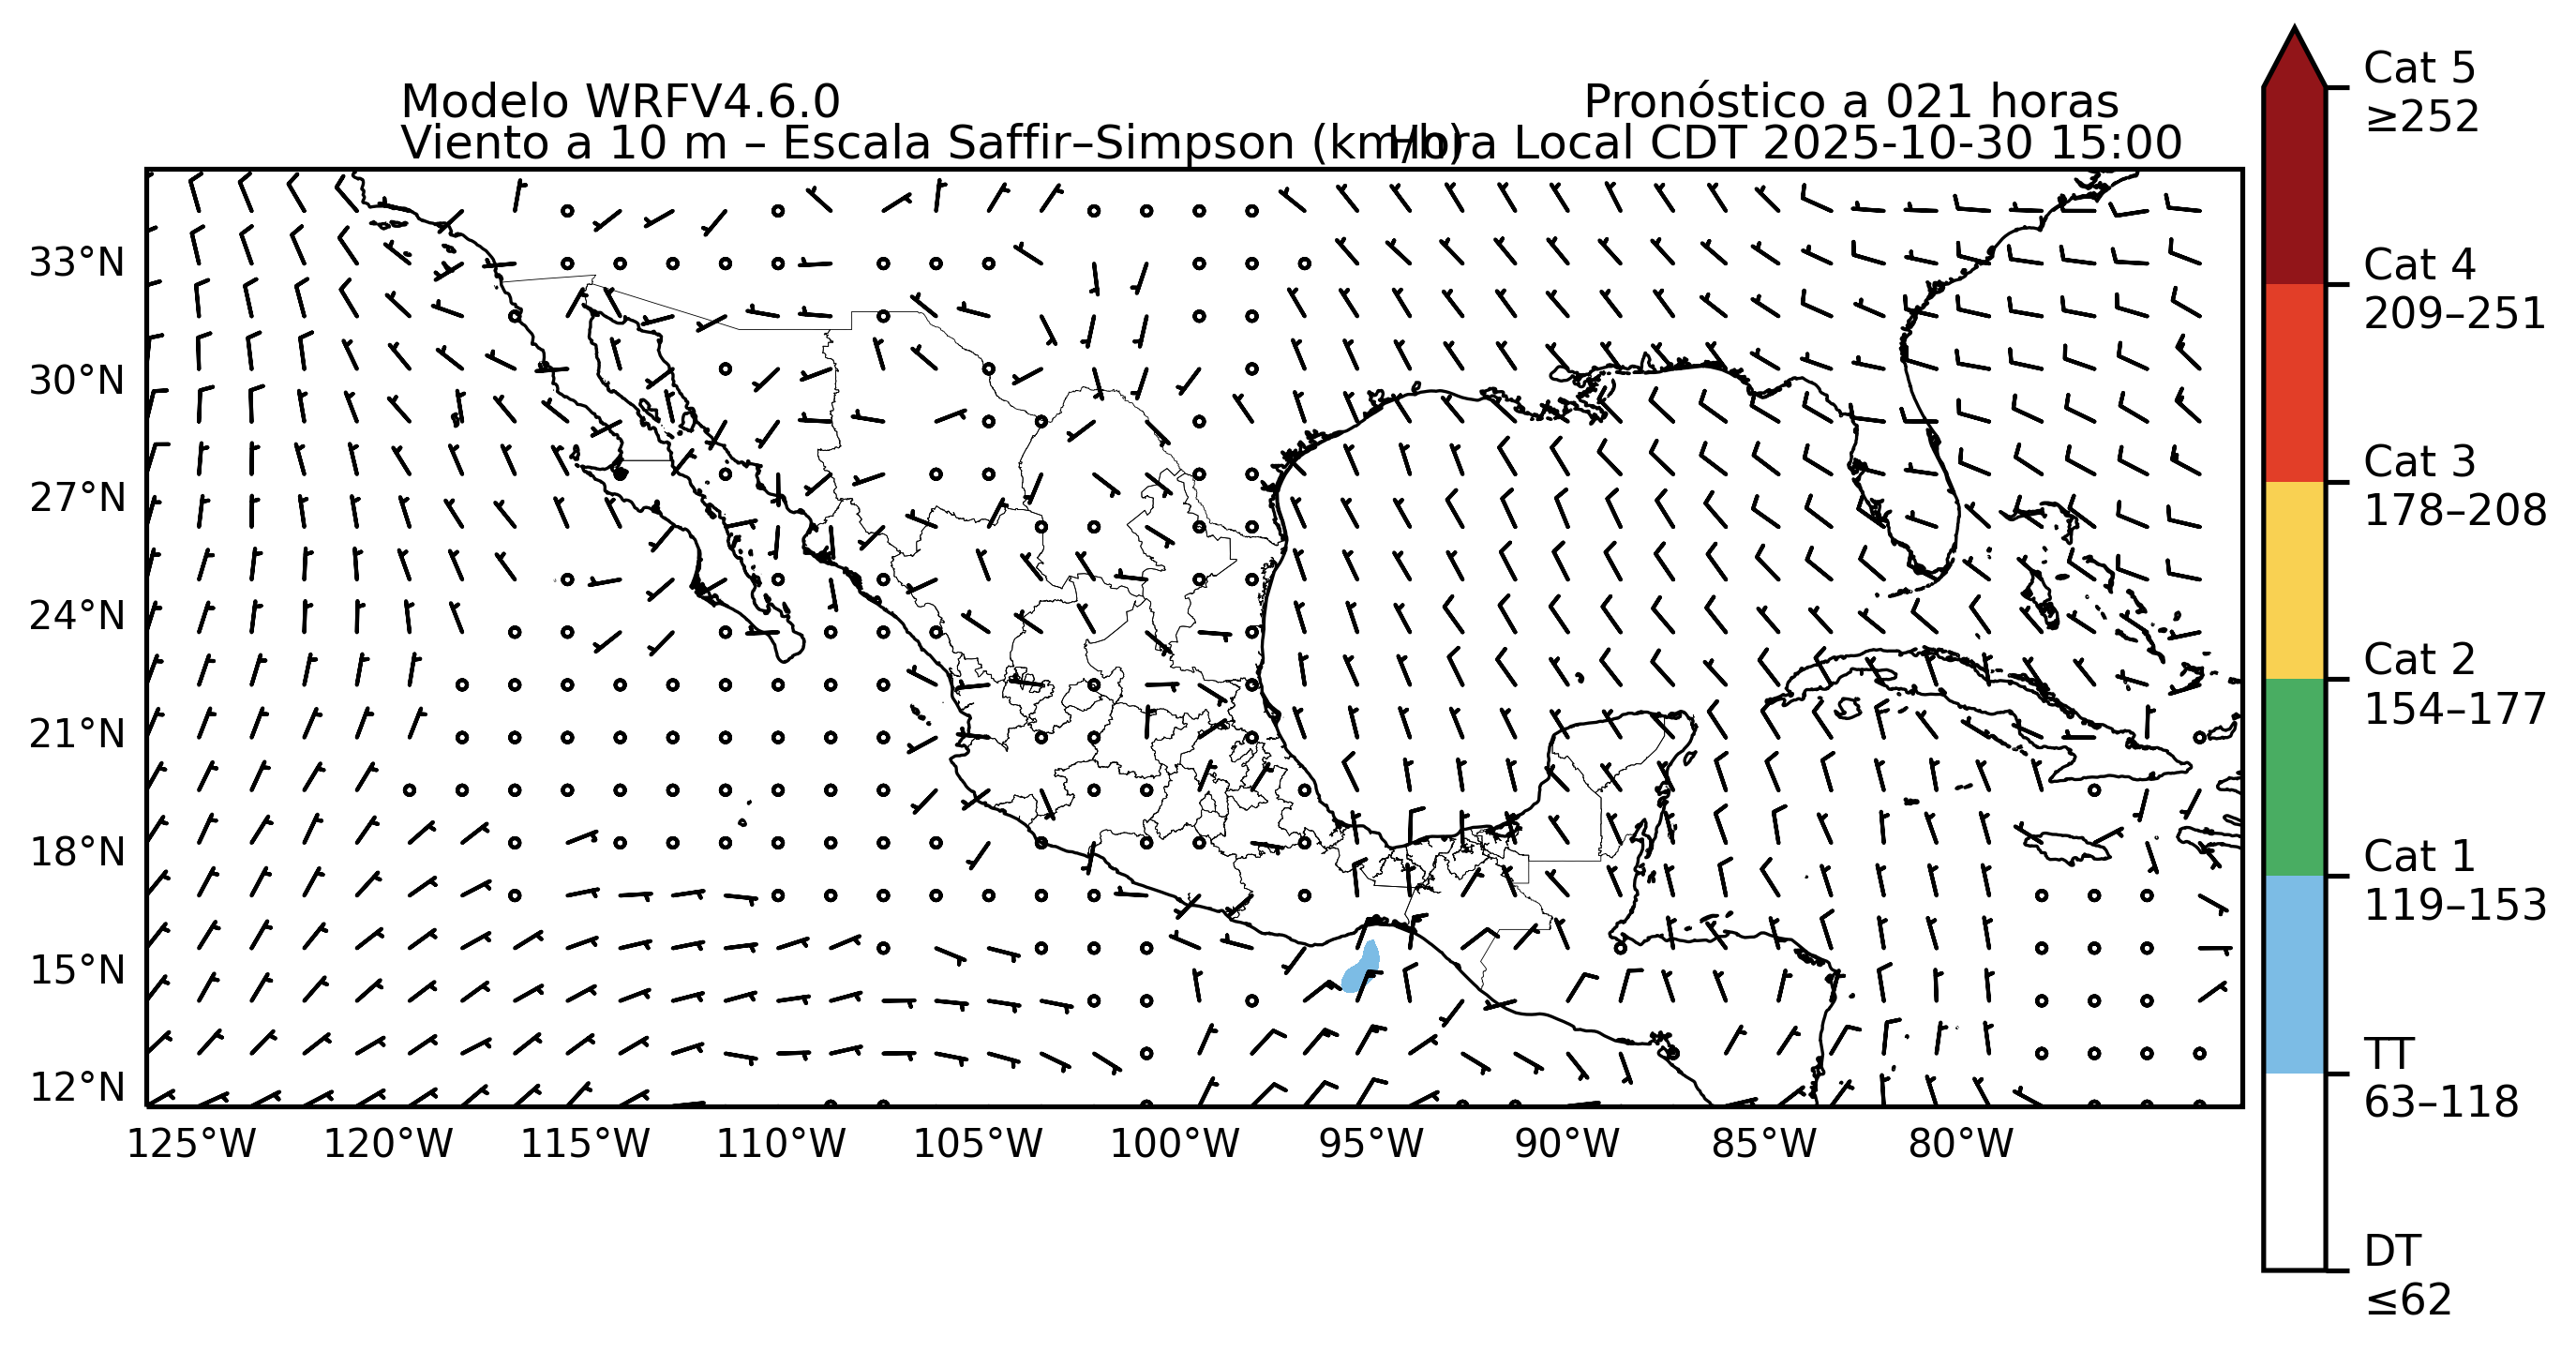 Modelo WRFV4.6.0
Pronóstico a 021 horas
Viento a 10 m – Escala Saffir–Simpson (km/h)
Hora Local CDT 2025-10-30 15:00
33°N
30°N
27°N
24°N
21°N
18°N
15°N
12°N
125°W
120°W
115°W
110°W
105°W
100°W
95°W
90°W
85°W
80°W
Cat 5
≥252
Cat 4
209–251
Cat 3
178–208
Cat 2
154–177
Cat 1
119–153
TT
63–118
DT
≤62